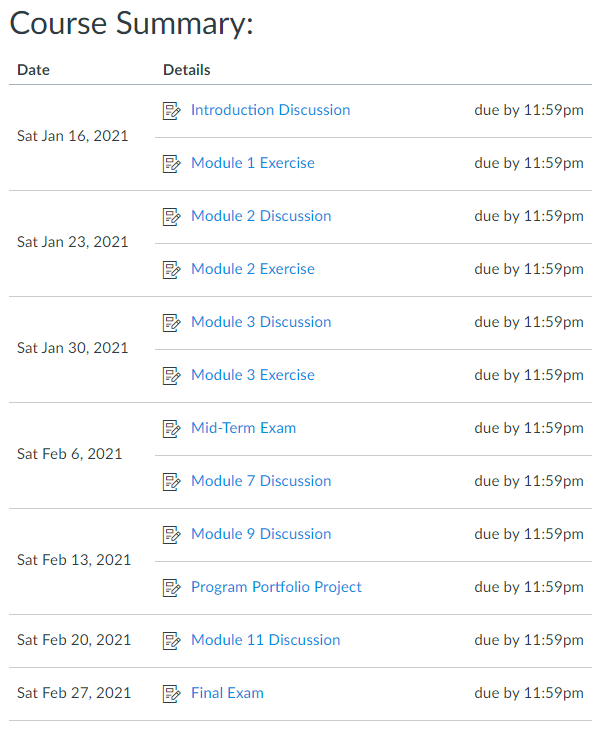 Course Summary:
Date Details
Introduction Discussion due by 11:59pm
Sat Jan 16, 2021
Module 1 Exercise due by 11:59pm
Module 2 Discussion due by 11:59pm
Sat Jan 23, 2021
Module 2 Exercise due by 11:59pm
Module 3 Discussion due by 11:59pm
Sat Jan 30, 2021
Module 3 Exercise due by 11:59pm
Mid-Term Exam due by 11:59pm
Sat Feb 6, 2021
Module 7 Discussion due by 11:59pm
Module 9 Discussion due by 11:59pm
Sat Feb 13, 2021
Program Portfolio Project due by 11:59pm
Sat Feb 20, 2021 Module 11 Discussion due by 11:59pm
Sat Feb 27, 2021 Final Exam due by 11:59pm